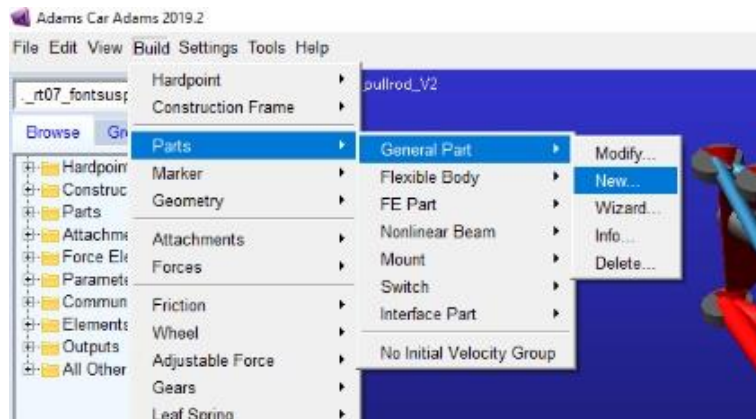 Adams Car Adams 2019.2
File Edit View Build Settings Tools Help
._rt07_fontsusp
pullrod_V2
Browse Gr
Hardpoin
Construc
Parts
Attachme
Force Ele
Paramete
Commun
Elements
Outputs
All Other
Hardpoint
Construction Frame
Parts
Marker
Geometry
Attachments
Forces
Friction
Wheel
Adjustable Force
Gears
Leaf Spring
General Part
Flexible Body
FE Part
Nonlinear Beam
Mount
Switch
Interface Part
No Initial Velocity Group
Modify...
New...
Wizard...
Info...
Delete...